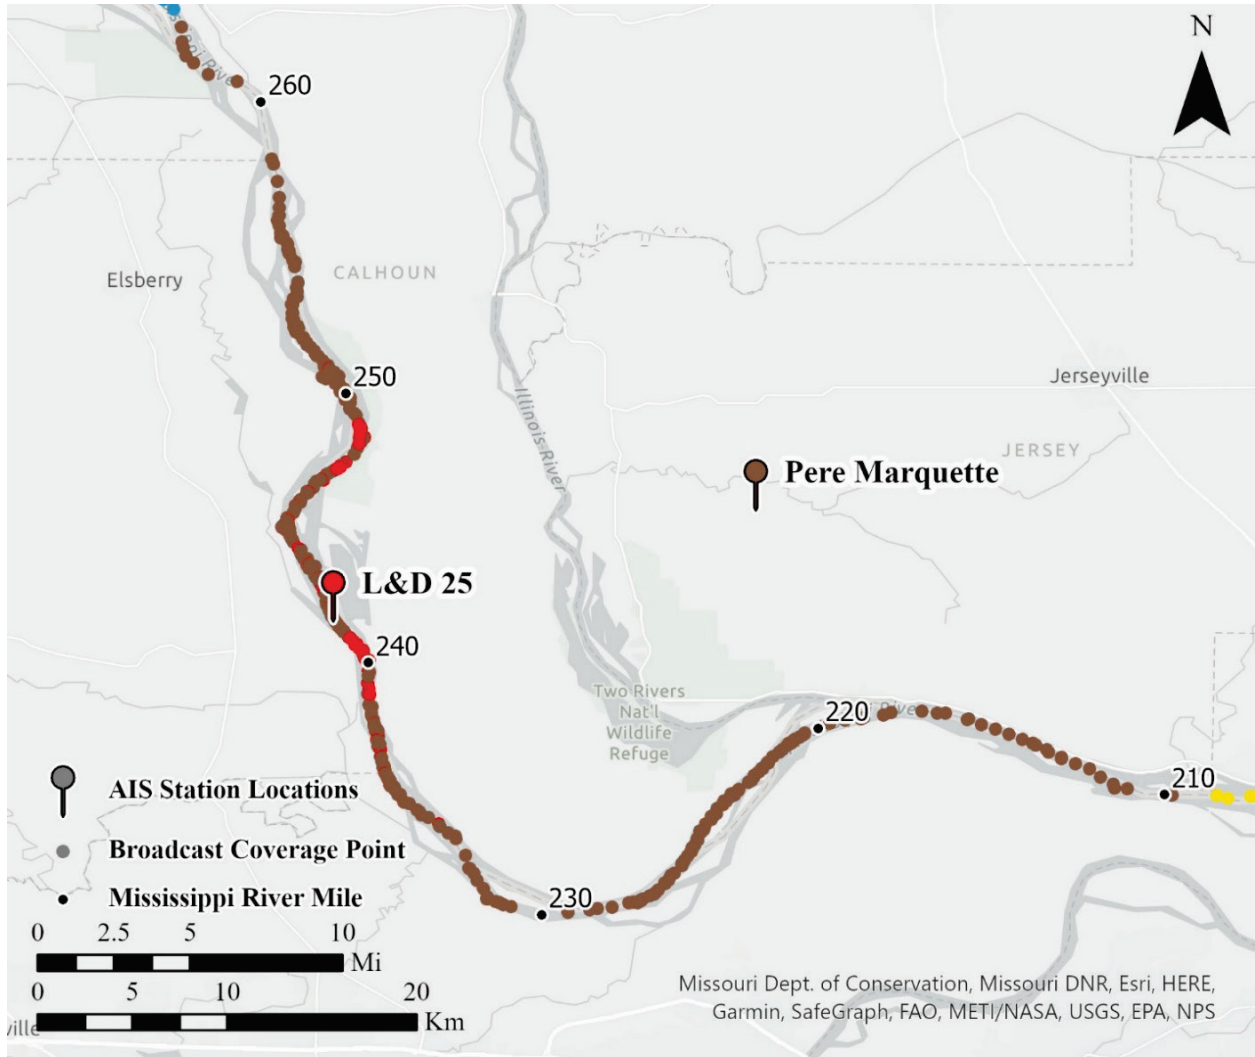 N
260
Elsberry
CALHOUN
250
Jerseyville
Illinois River
JERSEY
Pere Marquette
L&D 25
240
Two Rivers
Nat'l
Wildlife
Refuge
220
River
210
AIS Station Locations
Broadcast Coverage Point
Mississippi River Mile
230
0 2.5 5 10
Mi
0 5 10 20
Km
ville
Missouri Dept. of Conservation, Missouri DNR, Esri, HERE,
Garmin, SafeGraph, FAO, METI/NASA, USGS, EPA, NPS